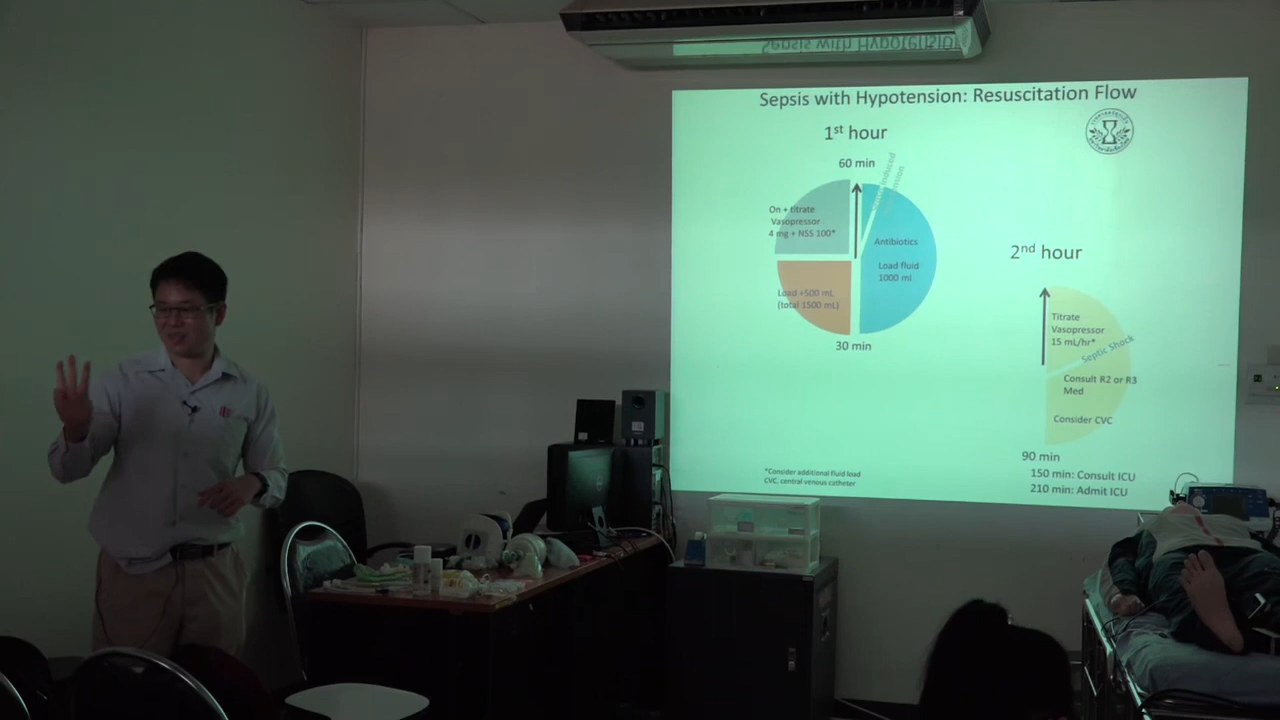 Sepsis with Hypotension: Resuscitation Flow
1st hour
60 min
On + titrate
Vasopressor
4 mg + NSS 100*
Antibiotics
Load fluid
1000 ml
Load +500 mL
(total 1500 mL)
30 min
2nd hour
Titrate
Vasopressor
15 mL/hr*
Septic Shock
Consult R2 or R3
Med
Consider CVC
90 min
150 min: Consult ICU
210 min: Admit ICU
*Consider additional fluid load
CVC, central venous catheter